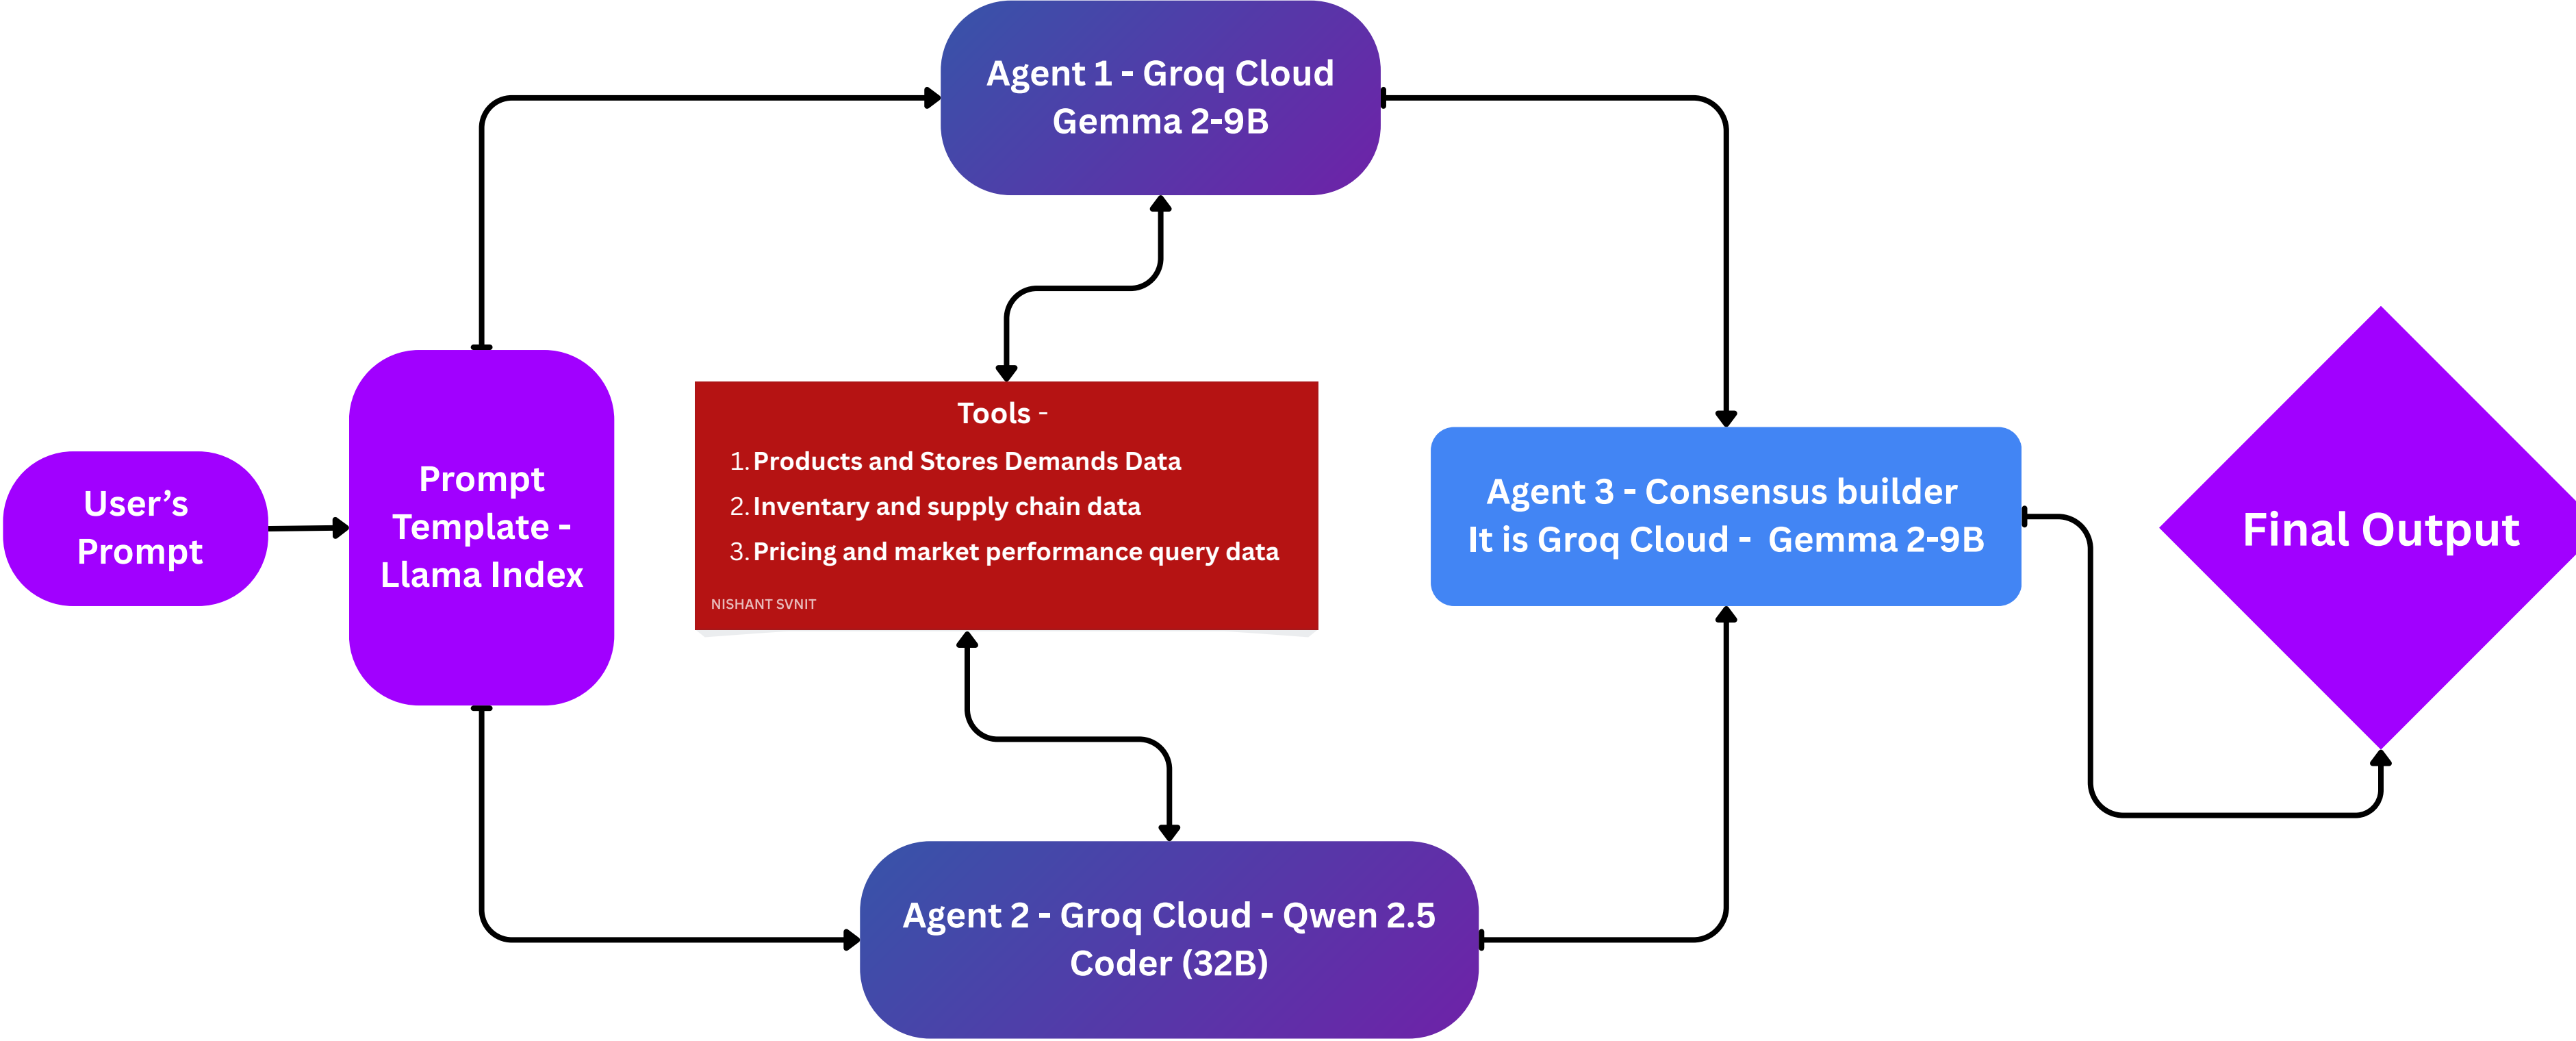 Agent 1 - Groq Cloud
Gemma 2-9B
User’s
Prompt
Prompt
Template -
Llama Index
Tools -
1. Products and Stores Demands Data
2. Inventory and supply chain data
3. Pricing and market performance query data
NISHANT SVNIT
Agent 3 - Consensus builder
It is Groq Cloud - Gemma 2-9B
Final Output
Agent 2 - Groq Cloud - Qwen 2.5
Coder (32B)